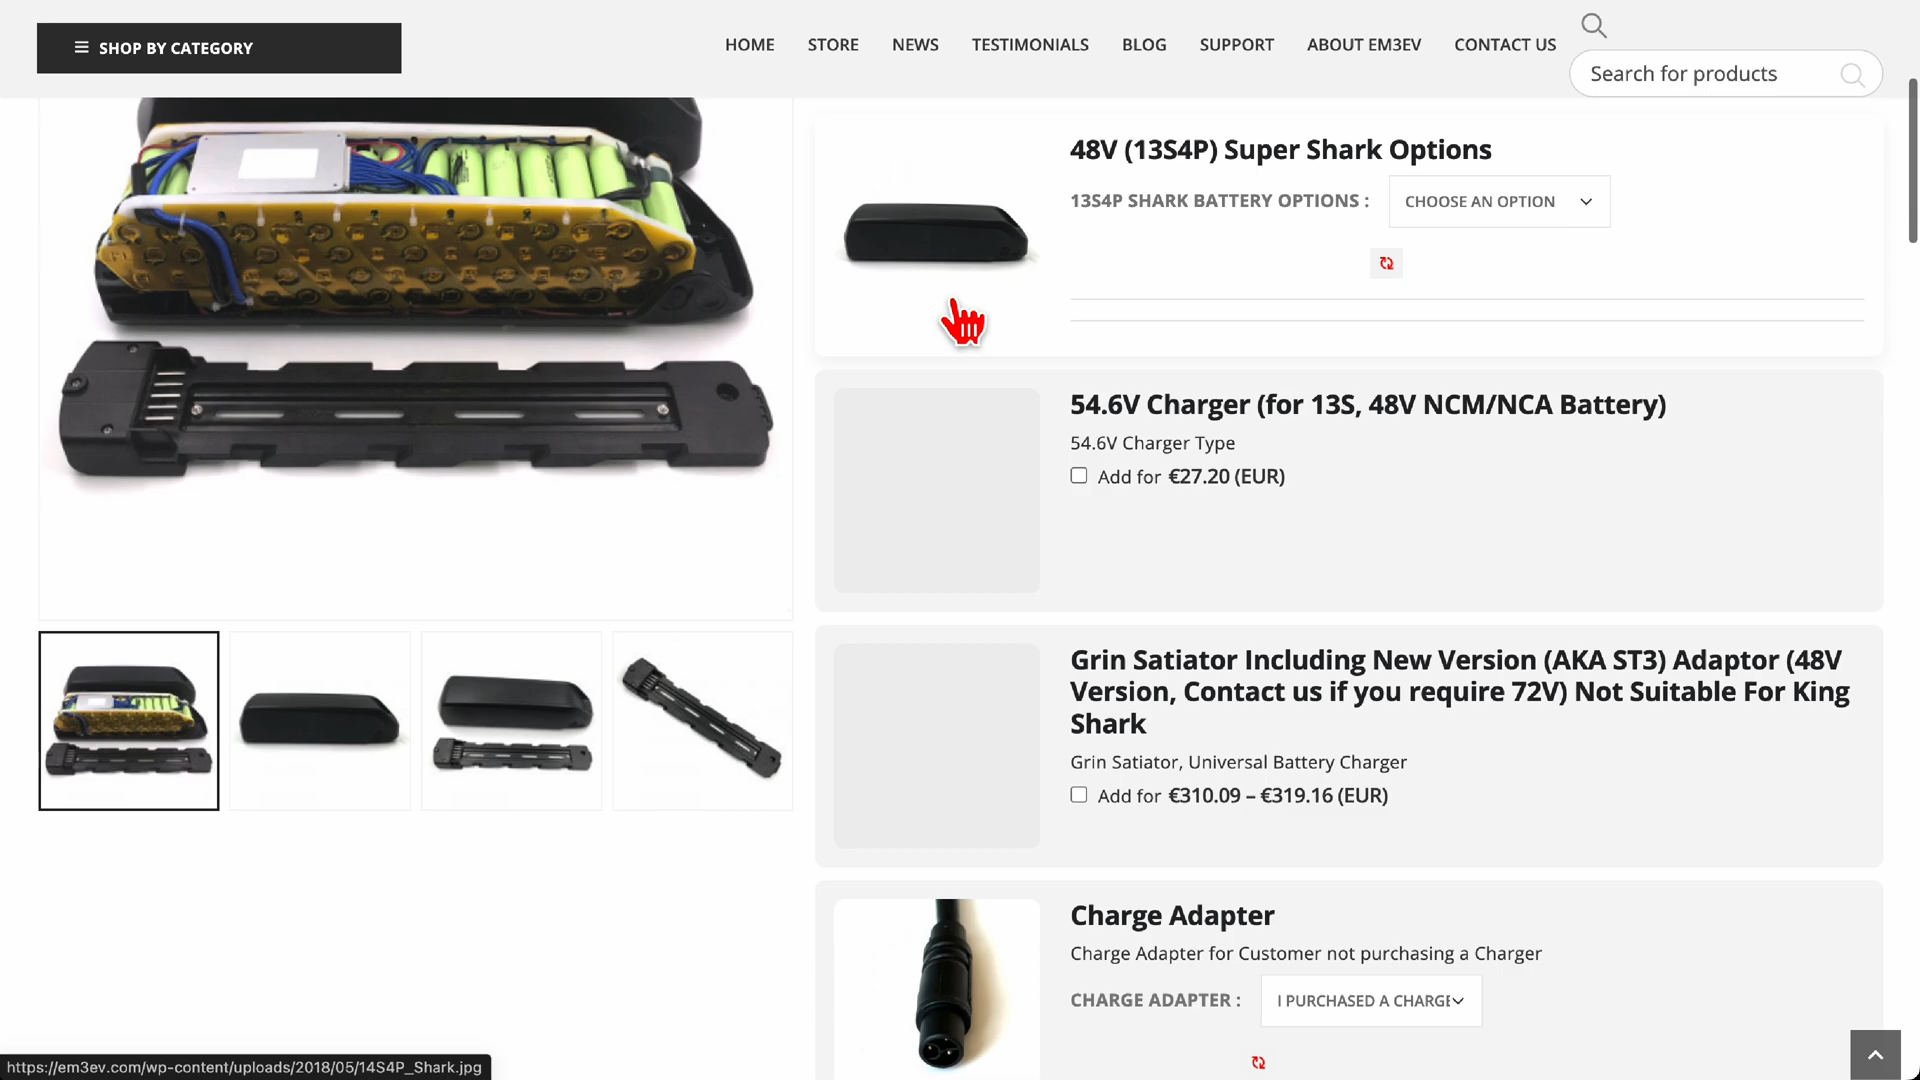 SHOP BY CATEGORY
HOME
STORE
NEWS
TESTIMONIALS
BLOG
SUPPORT
ABOUT EM3EV
CONTACT US
Search for products
48V (13S4P) Super Shark Options
13S4P SHARK BATTERY OPTIONS :
CHOOSE AN OPTION
54.6V Charger (for 13S, 48V NCM/NCA Battery)
54.6V Charger Type
Add for €27.20 (EUR)
Grin Satiator Including New Version (AKA ST3) Adaptor (48V
Version, Contact us if you require 72V) Not Suitable For King
Shark
Grin Satiator, Universal Battery Charger
Add for €310.09 – €319.16 (EUR)
Charge Adapter
Charge Adapter for Customer not purchasing a Charger
CHARGE ADAPTER :
I PURCHASED A CHARGE
https://em3ev.com/wp-content/uploads/2018/05/14S4P_Shark.jpg